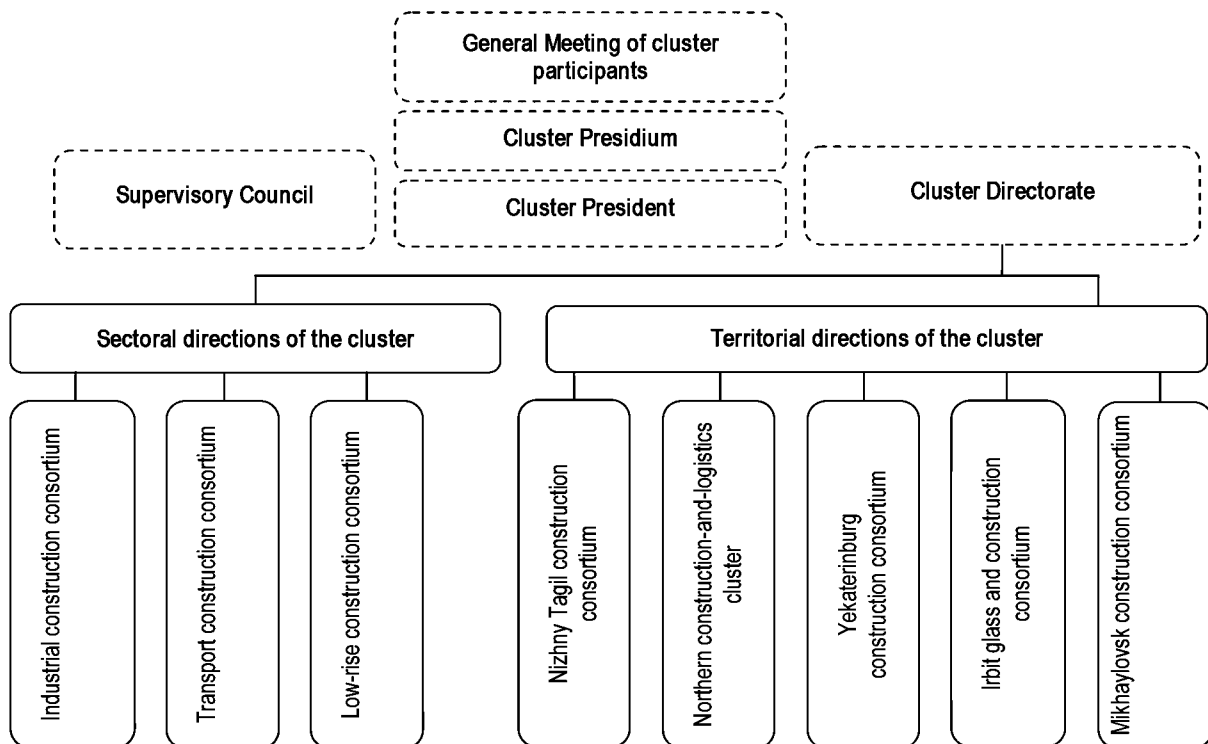 General Meeting of cluster
participants
Cluster Presidium
Supervisory Council
Cluster President
Cluster Directorate
Sectoral directions of the cluster
Territorial directions of the cluster
Industrial construction consortium
Transport construction consortium
Low-rise construction consortium
Nizhny Tagil construction
consortium
Northern construction-and-logistics
cluster
Yekaterinburg
construction consortium
Irbit glass and construction
consortium
Mikhaylovsk construction consortium